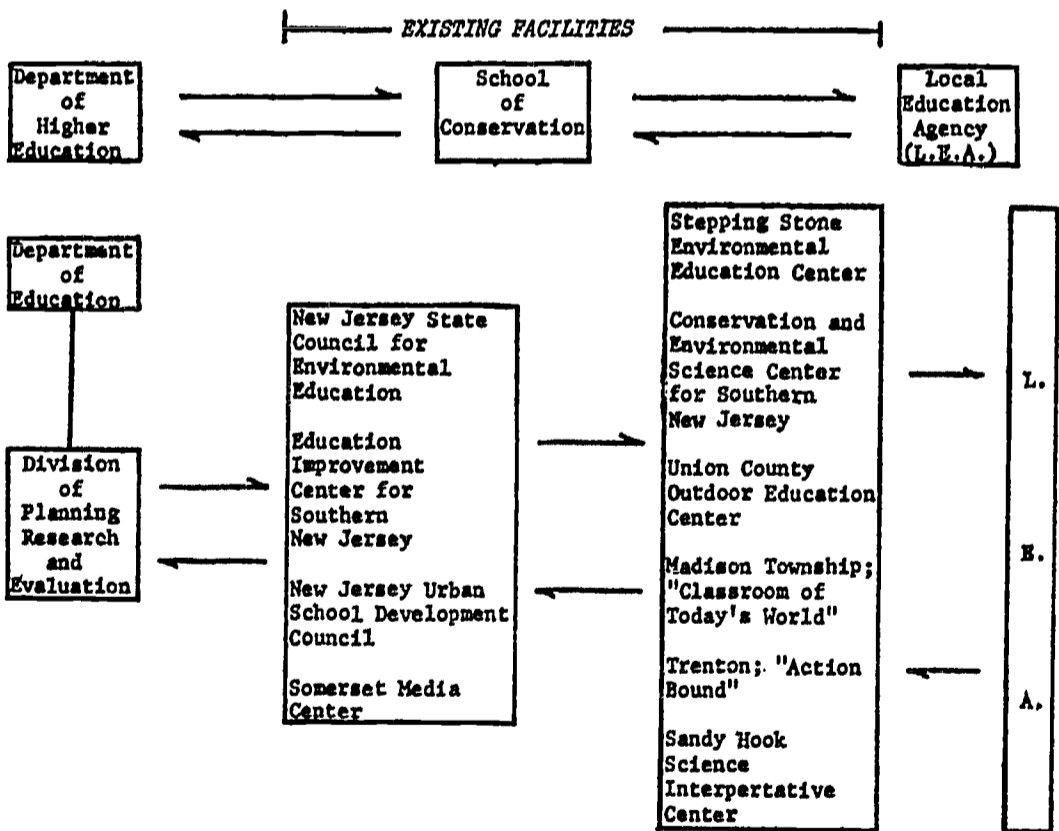 EXISTING FACILITIES
Department
of
Higher
Education
School
of
Conservation
Local
Education
Agency
(L.E.A.)
Department
of
Education
Division
of
Planning
Research
and
Evaluation
New Jersey State
Council for
Environmental
Education
Education
Improvement
Center for
Southern
New Jersey
New Jersey Urban
School Development
Council
Somerset Media
Center
Stepping Stone
Environmental
Education Center
Conservation and
Environmental
Science Center
for Southern
New Jersey
Union County
Outdoor Education
Center
Madison Township;
"Classroom of
Today's World"
Trenton; "Action
Bound"
Sandy Hook
Science
Interpertative
Center
L.
E.
A.